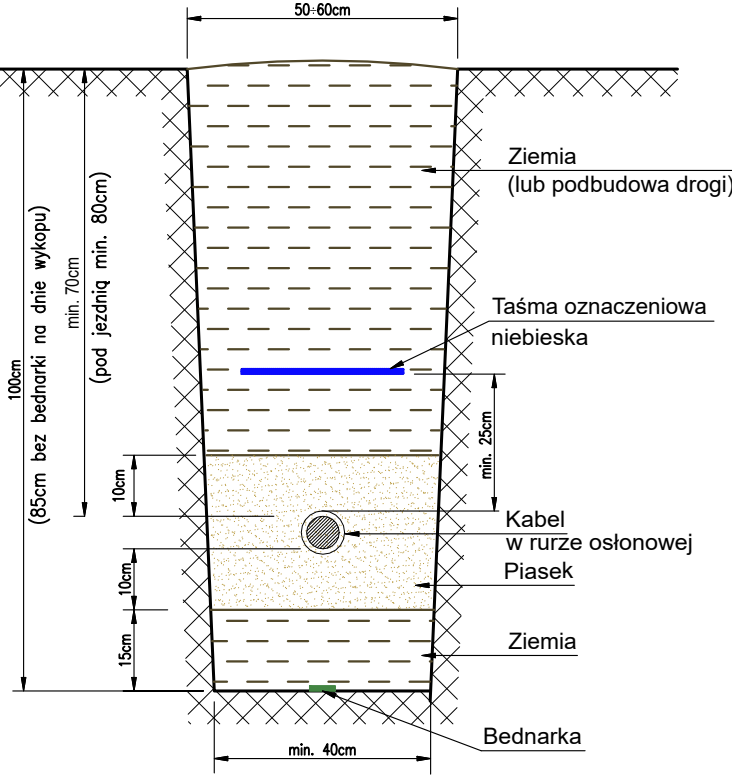 50÷60cm
Ziemia
(lub podbudowa drogi)
100cm
(85cm bez bednarki na dnie wykopu)
min. 70cm
(pod jezdnią min. 80cm)
Taśma oznaczeniowa
niebieska
min. 25cm
10cm
Kabel
w rurze osłonowej
Piasek
10cm
15cm
Ziemia
Bednarka
min. 40cm